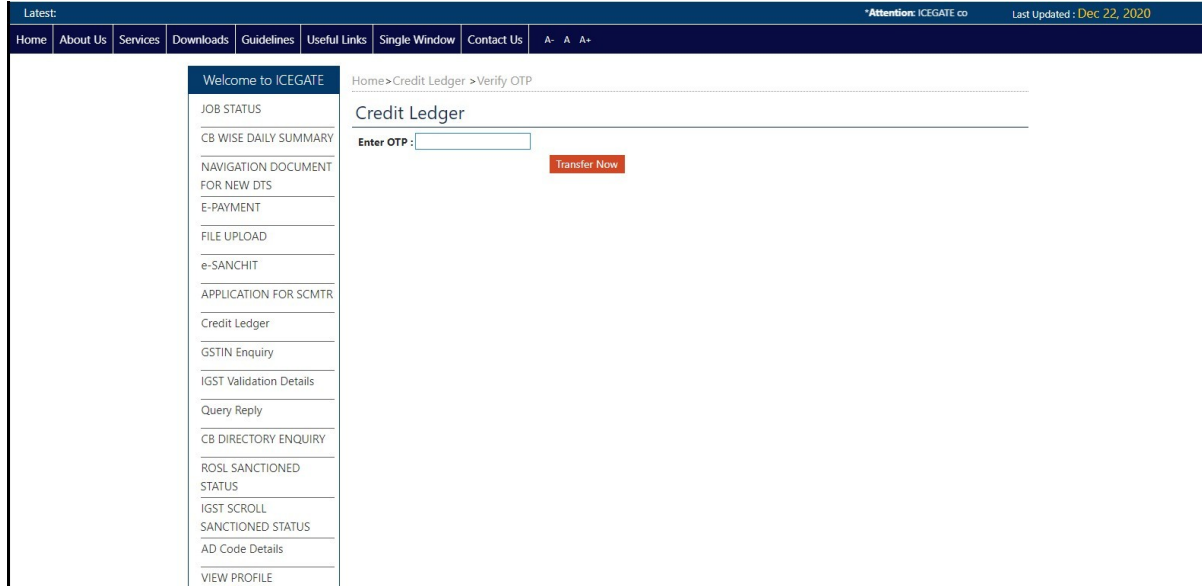 Latest:
*Attention: ICEGATE co
Last Updated : Dec 22, 2020
Home About Us Services Downloads Guidelines Useful Links Single Window Contact Us A- A A+
Welcome to ICEGATE
JOB STATUS
CB WISE DAILY SUMMARY
NAVIGATION DOCUMENT
FOR NEW DTS
E-PAYMENT
FILE UPLOAD
e-SANCHIT
APPLICATION FOR SCMTR
Credit Ledger
GSTIN Enquiry
IGST Validation Details
Query Reply
CB DIRECTORY ENQUIRY
ROSL SANCTIONED
STATUS
IGST SCROLL
SANCTIONED STATUS
AD Code Details
VIEW PROFILE
Home>Credit Ledger >Verify OTP
Credit Ledger
Enter OTP :
Transfer Now